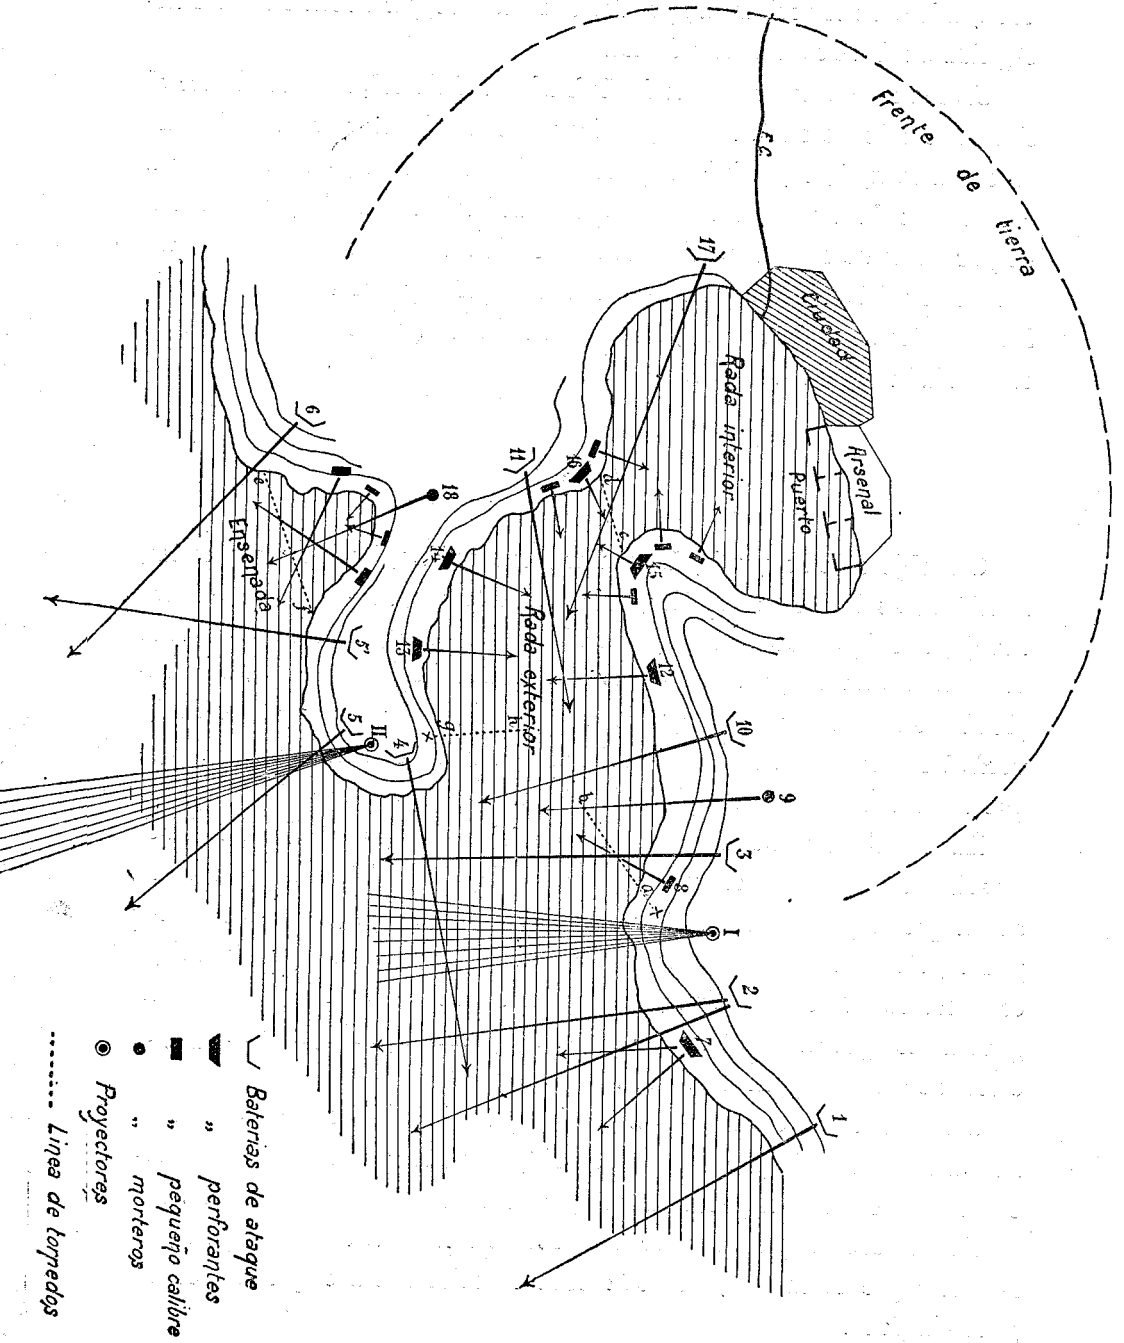 Frente de tierra
F.C.
Ciudad
Arsenal
Puerto
Rada interior
Rada exterior
Ensenada
17
16
15
14
13
12
11
10
9
8
7
6
5'
5
4
3
2
1
18
I
II
a
b
c
d
e
f
g
h
Baterias de ataque
" perforantes
" pequeño calibre
" morteros
Proyectores
Linea de torpedos